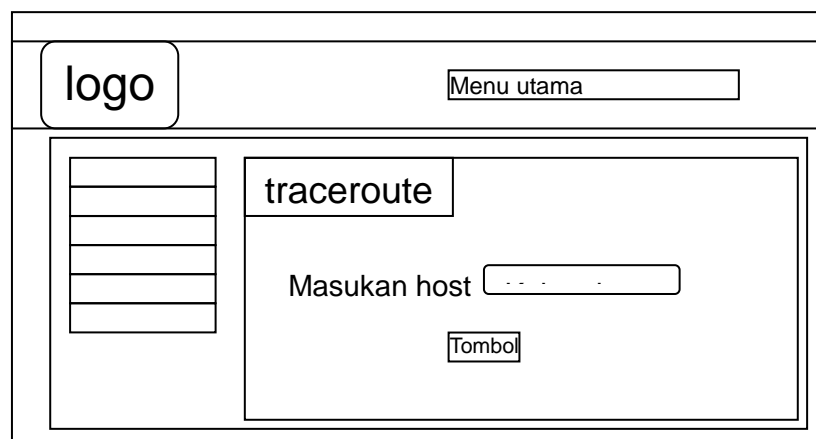 logo
Menu utama
traceroute
Masukan host
Tombol